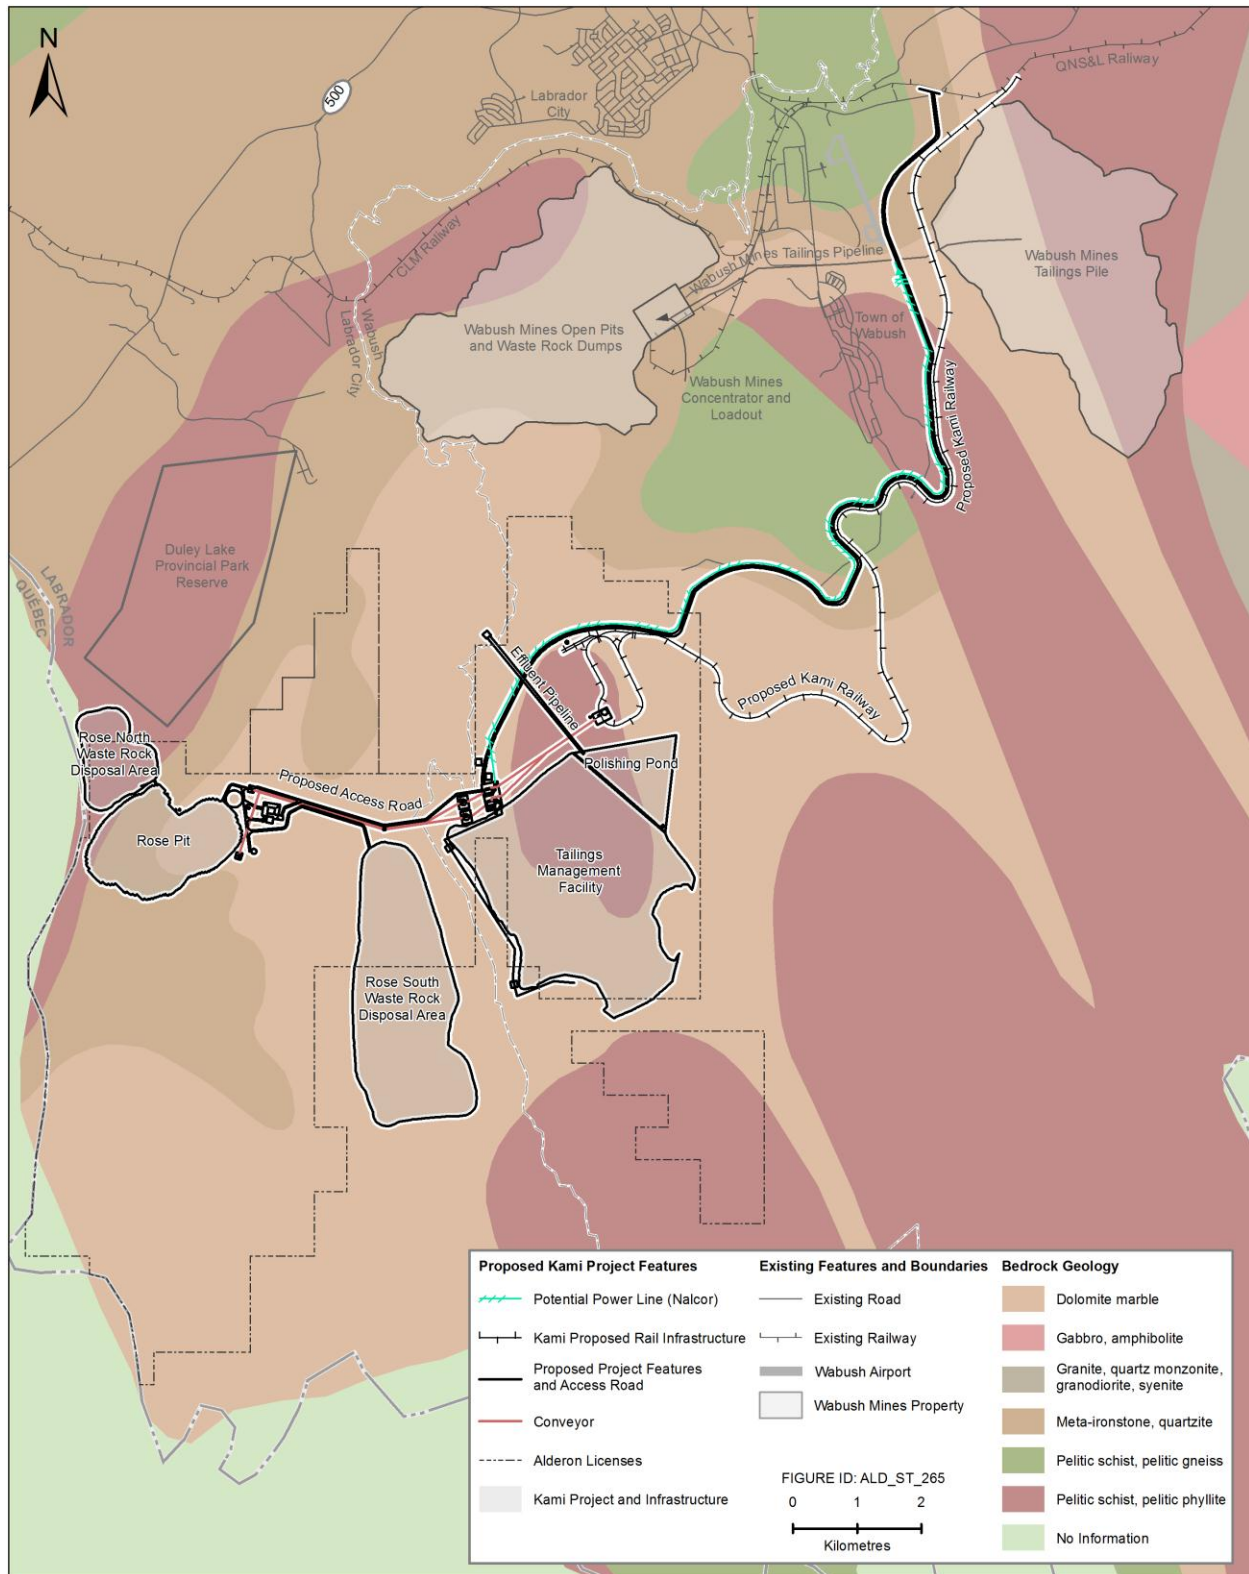 N
500
Labrador
City
QNS&L Raliway
CLM Raliway
Wabush
Labrador City
Wabush Mines Tailings Pipeline
Wabush Mines
Tailings Pile
Wabush Mines Open Pits
and Waste Rock Dumps
Town of
Wabush
Wabush Mines
Concentrator and
Loadout
Proposed Kami Railway
Duley Lake
Provincial Park
Reserve
LABRADOR
QUÉBEC
Effluent Pipeline
Proposed Kami Railway
Rose North
Waste Rock
Disposal Area
Polishing Pond
Proposed Access Road
Rose Pit
Tailings
Management
Facility
Rose South
Waste Rock
Disposal Area
Proposed Kami Project Features
Potential Power Line (Nalcor)
Kami Proposed Rail Infrastructure
Proposed Project Features
and Access Road
Conveyor
Alderon Licenses
Kami Project and Infrastructure
Existing Features and Boundaries
Existing Road
Existing Railway
Wabush Airport
Wabush Mines Property
FIGURE ID: ALD_ST_265
0 1 2
Kilometres
Bedrock Geology
Dolomite marble
Gabbro, amphibolite
Granite, quartz monzonite,
granodiorite, syenite
Meta-ironstone, quartzite
Pelitic schist, pelitic gneiss
Pelitic schist, pelitic phyllite
No Information